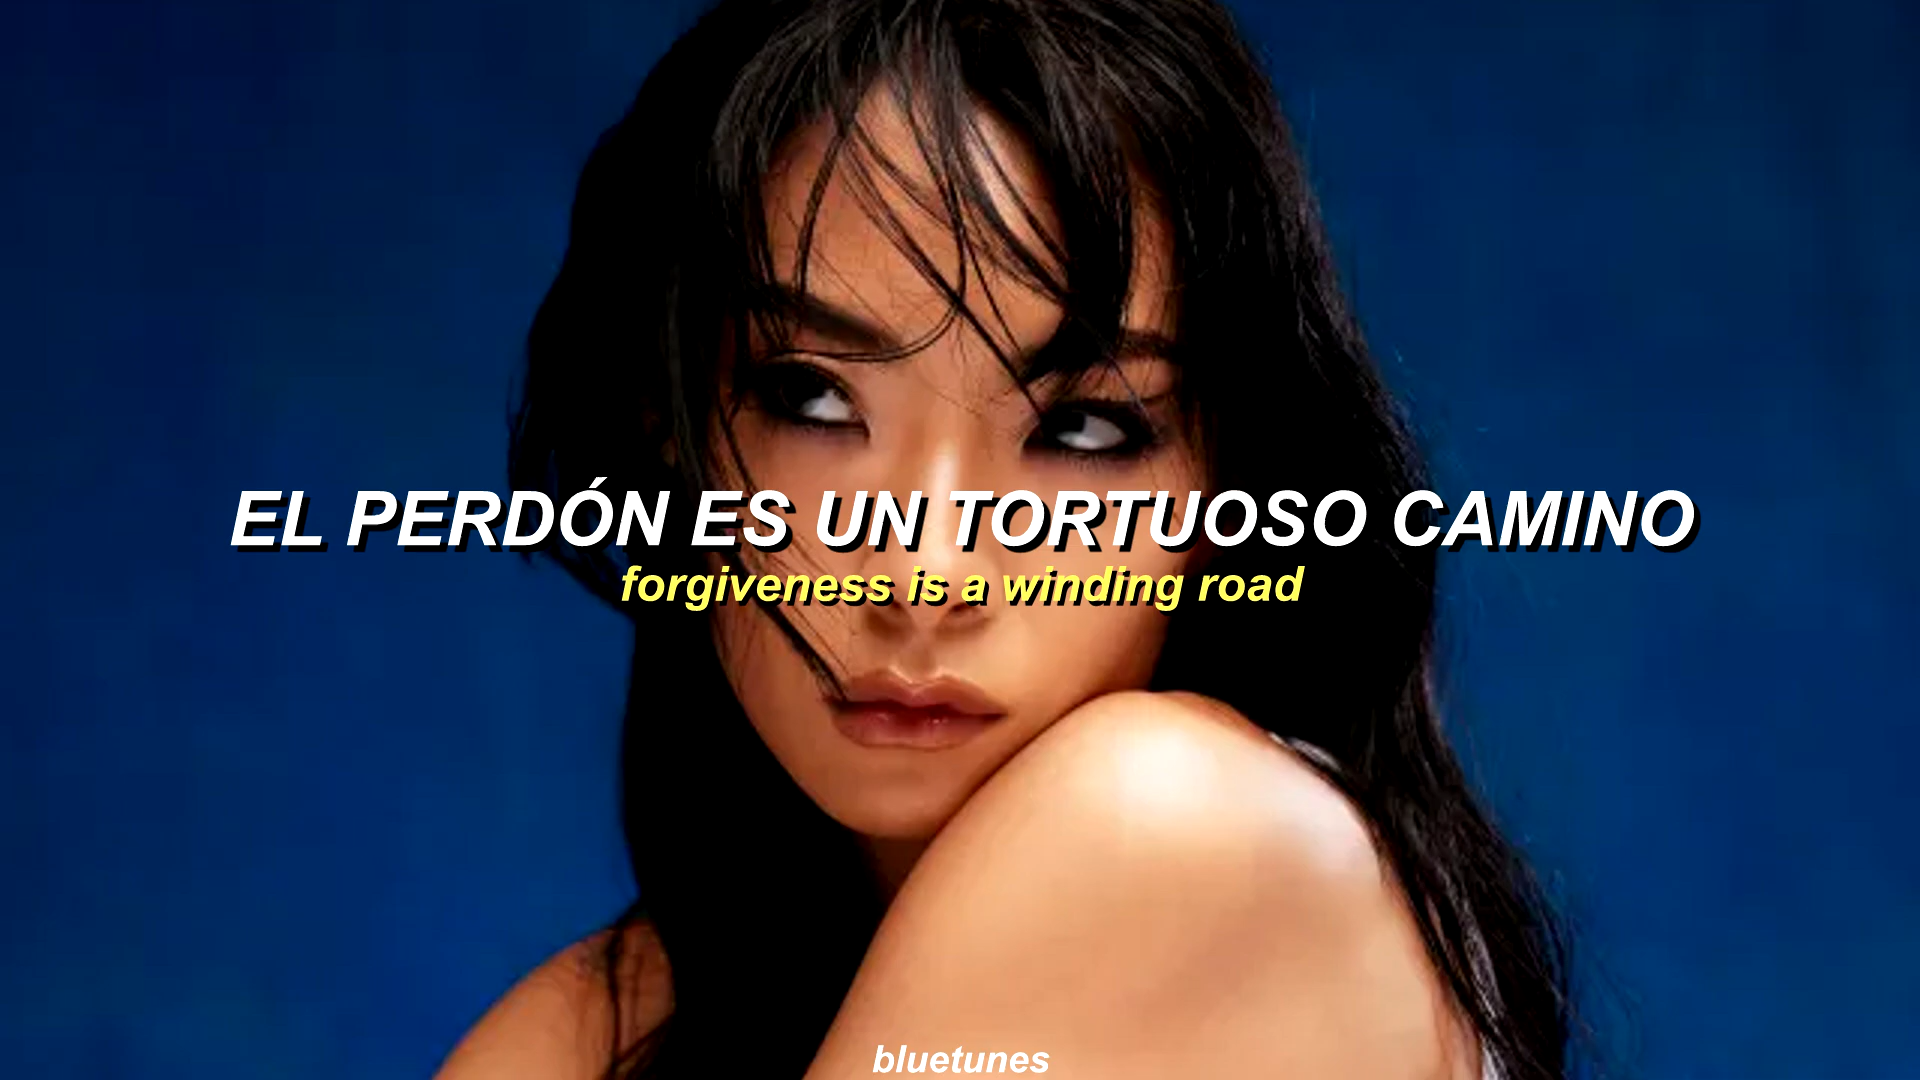 EL PERDÓN ES UN TORTUOSO CAMINO
forgiveness is a winding road
bluetunes